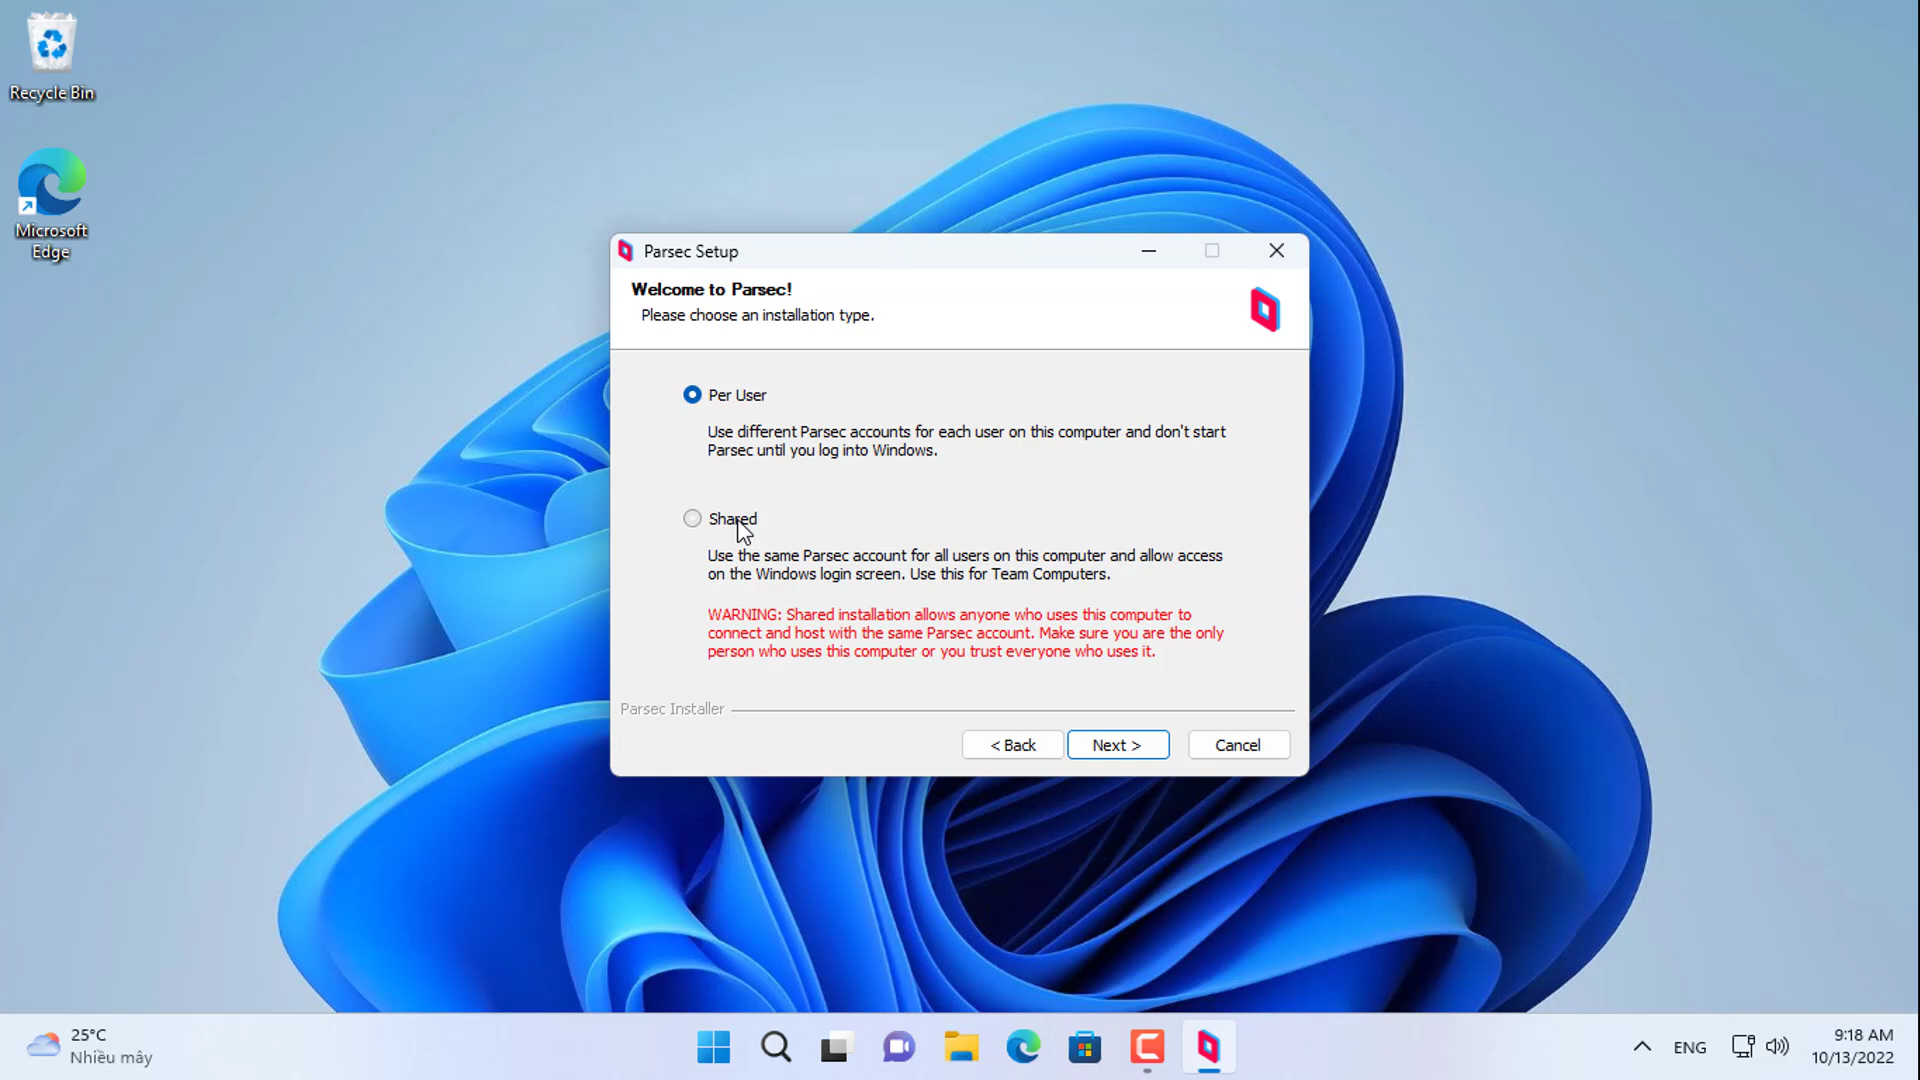 Recycle Bin
Microsoft
Edge
Parsec Setup
Welcome to Parsec!
Please choose an installation type.
Per User
Use different Parsec accounts for each user on this computer and don't start
Parsec until you log into Windows.
Shared
Use the same Parsec account for all users on this computer and allow access
on the Windows login screen. Use this for Team Computers.
WARNING: Shared installation allows anyone who uses this computer to
connect and host with the same Parsec account. Make sure you are the only
person who uses this computer or you trust everyone who uses it.
Parsec Installer
< Back
Next >
Cancel
25°C
Nhiều mây
ENG
9:18 AM
10/13/2022